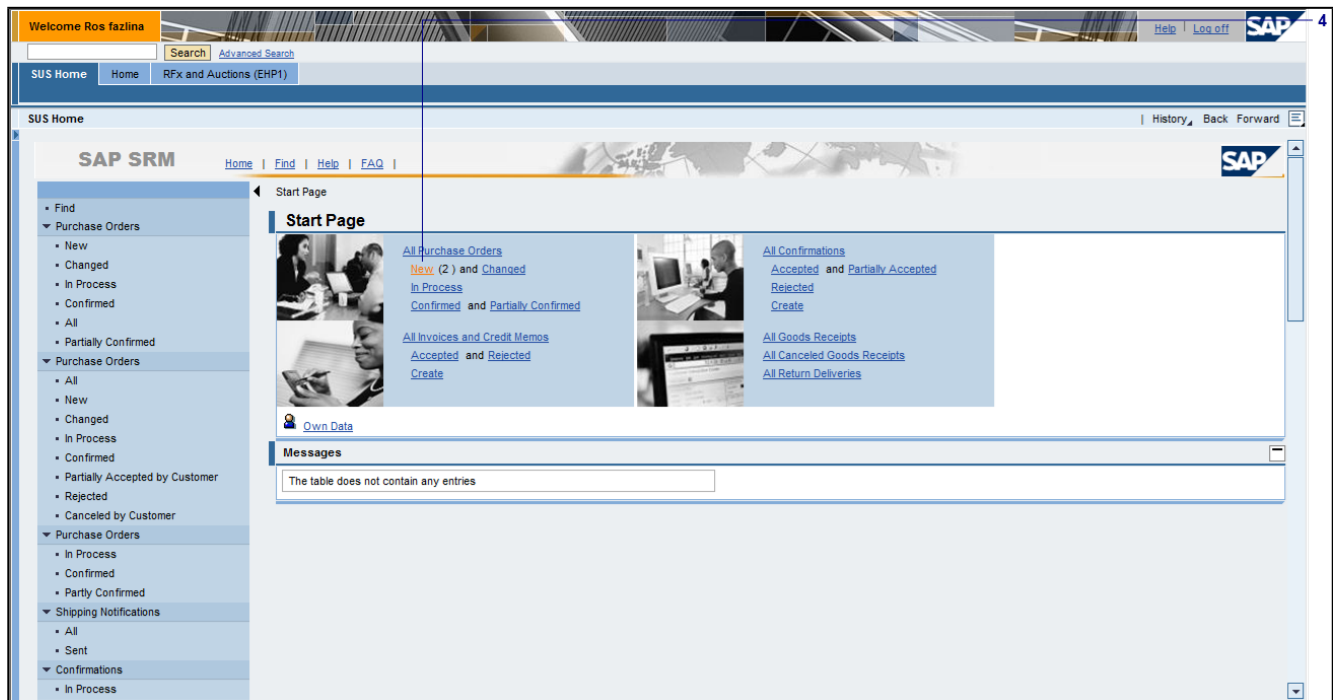 Welcome Ros fazlina
Help | Log off SAP 4
Search Advanced Search
SUS Home Home RFx and Auctions (EHP1)
SUS Home | History Back Forward
SAP SRM Home | Find | Help | FAQ | SAP
Start Page
Find
Purchase Orders
New
Changed
In Process
Confirmed
All
Partially Confirmed
Purchase Orders
All
New
Changed
In Process
Confirmed
Partially Accepted by Customer
Rejected
Canceled by Customer
Purchase Orders
In Process
Confirmed
Partly Confirmed
Shipping Notifications
All
Sent
Confirmations
In Process
Start Page
All Purchase Orders
New (2 ) and Changed
In Process
Confirmed and Partially Confirmed
All Invoices and Credit Memos
Accepted and Rejected
Create
All Confirmations
Accepted and Partially Accepted
Rejected
Create
All Goods Receipts
All Canceled Goods Receipts
All Return Deliveries
Own Data
Messages
The table does not contain any entries